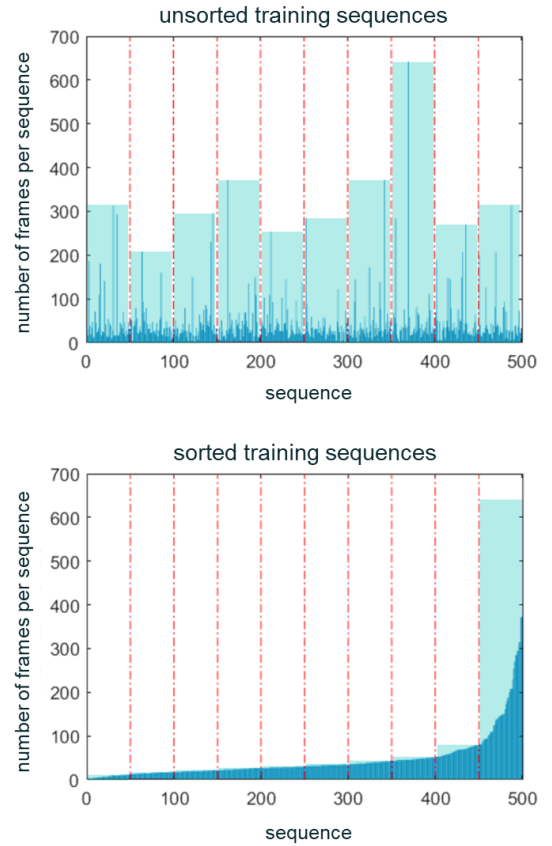 unsorted training sequences
number of frames per sequence
700
600
500
400
300
200
100
0
0 100 200 300 400 500
sequence
sorted training sequences
number of frames per sequence
700
600
500
400
300
200
100
0
0 100 200 300 400 500
sequence